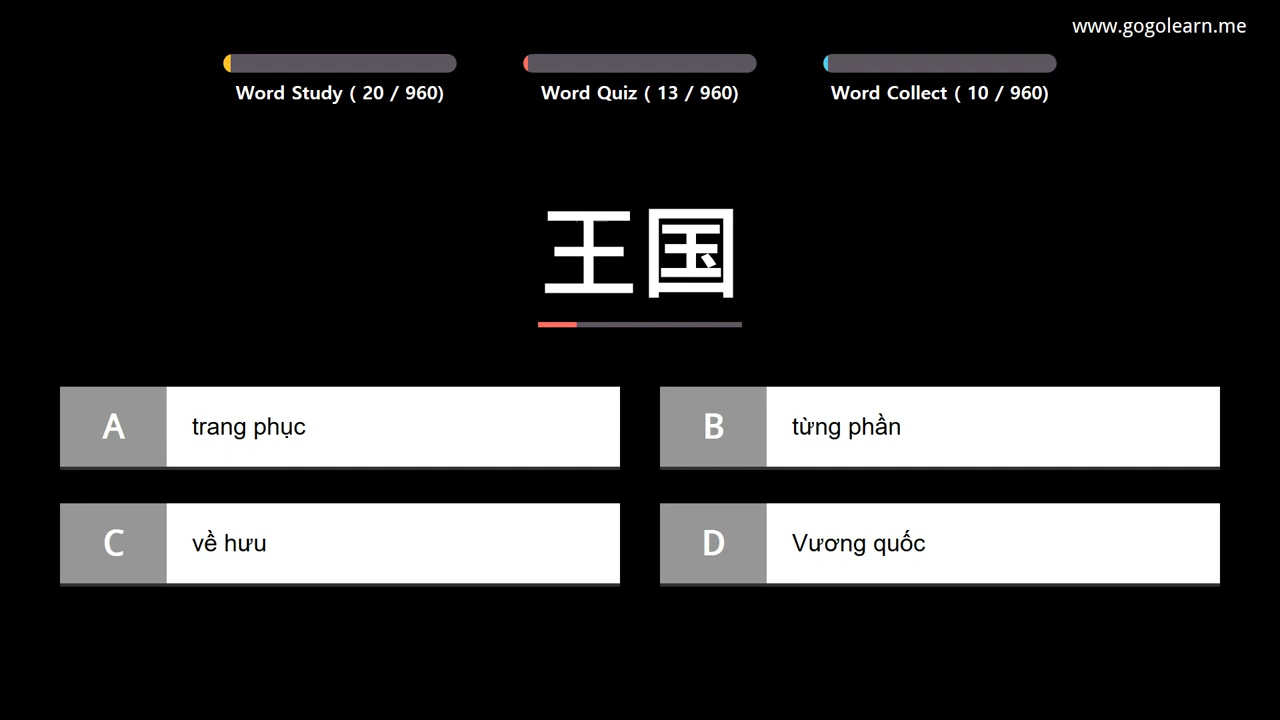 www.gogolearn.me
Word Study ( 20 / 960)
Word Quiz ( 13 / 960)
Word Collect ( 10 / 960)
王国
A trang phục
B từng phần
C về hưu
D Vương quốc